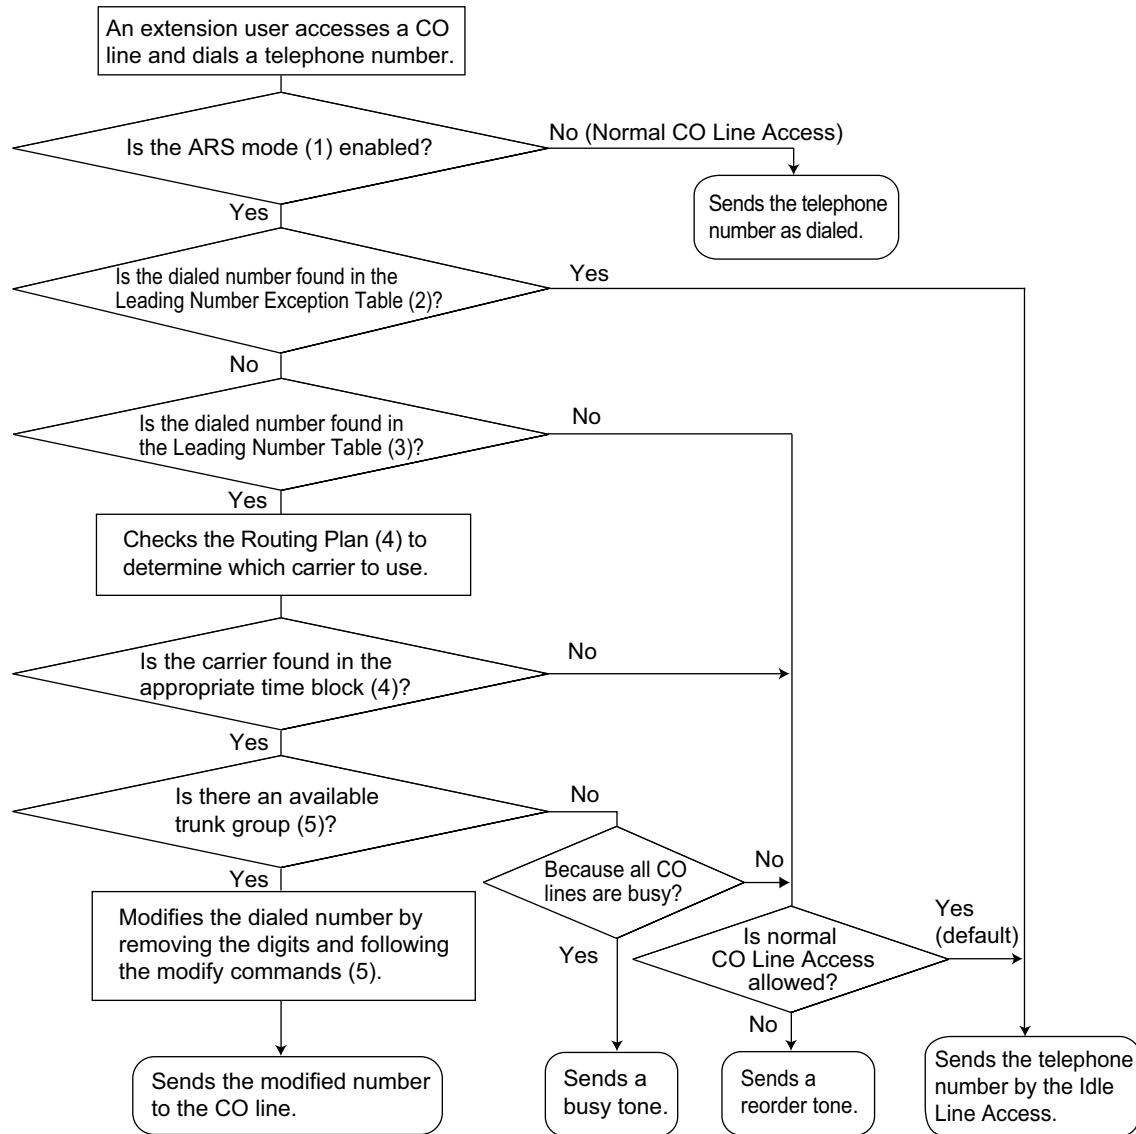 An extension user accesses a CO
line and dials a telephone number.
Is the ARS mode (1) enabled?
No (Normal CO Line Access)
Sends the telephone
number as dialed.
Yes
Is the dialed number found in the
Leading Number Exception Table (2)?
Yes
No
Is the dialed number found in
the Leading Number Table (3)?
No
Yes
Checks the Routing Plan (4) to
determine which carrier to use.
Is the carrier found in the
appropriate time block (4)?
No
Yes
Is there an available
trunk group (5)?
No
Because all CO
lines are busy?
No
Yes
Modifies the dialed number by
removing the digits and following
the modify commands (5).
Yes
Is normal
CO Line Access
allowed?
Yes
(default)
No
Sends the modified number
to the CO line.
Sends a
busy tone.
Sends a
reorder tone.
Sends the telephone
number by the Idle
Line Access.